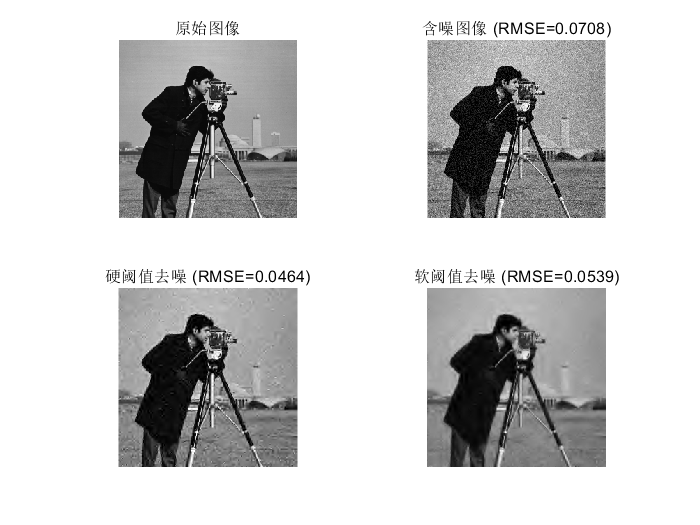 原始图像
含噪图像 (RMSE=0.0708)
硬阈值去噪 (RMSE=0.0464)
软阈值去噪 (RMSE=0.0539)